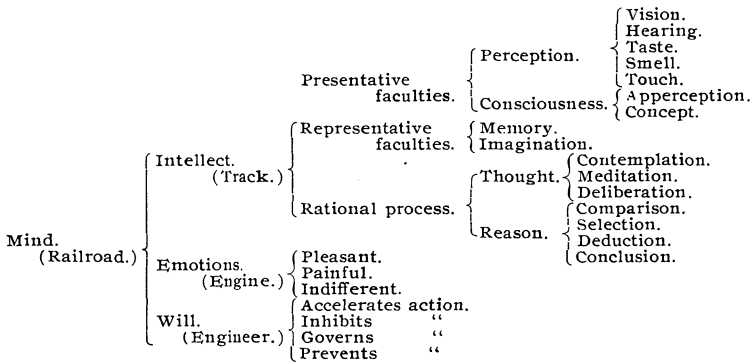 Vision.
Hearing.
Perception.
Taste.
Smell.
Presentative
Touch.
faculties.
Consciousness.
Apperception.
Concept.
Representative
Memory.
faculties.
Imagination.
Intellect.
(Track.)
Contemplation.
Thought.
Meditation.
Deliberation.
Rational process.
Comparison.
Selection.
Reason.
Deduction.
Conclusion.
Mind.
(Railroad.)
Emotions.
(Engine.)
Pleasant.
Painful.
Indifferent.
Will.
(Engineer.)
Accelerates action.
Inhibits “
Governs “
Prevents “